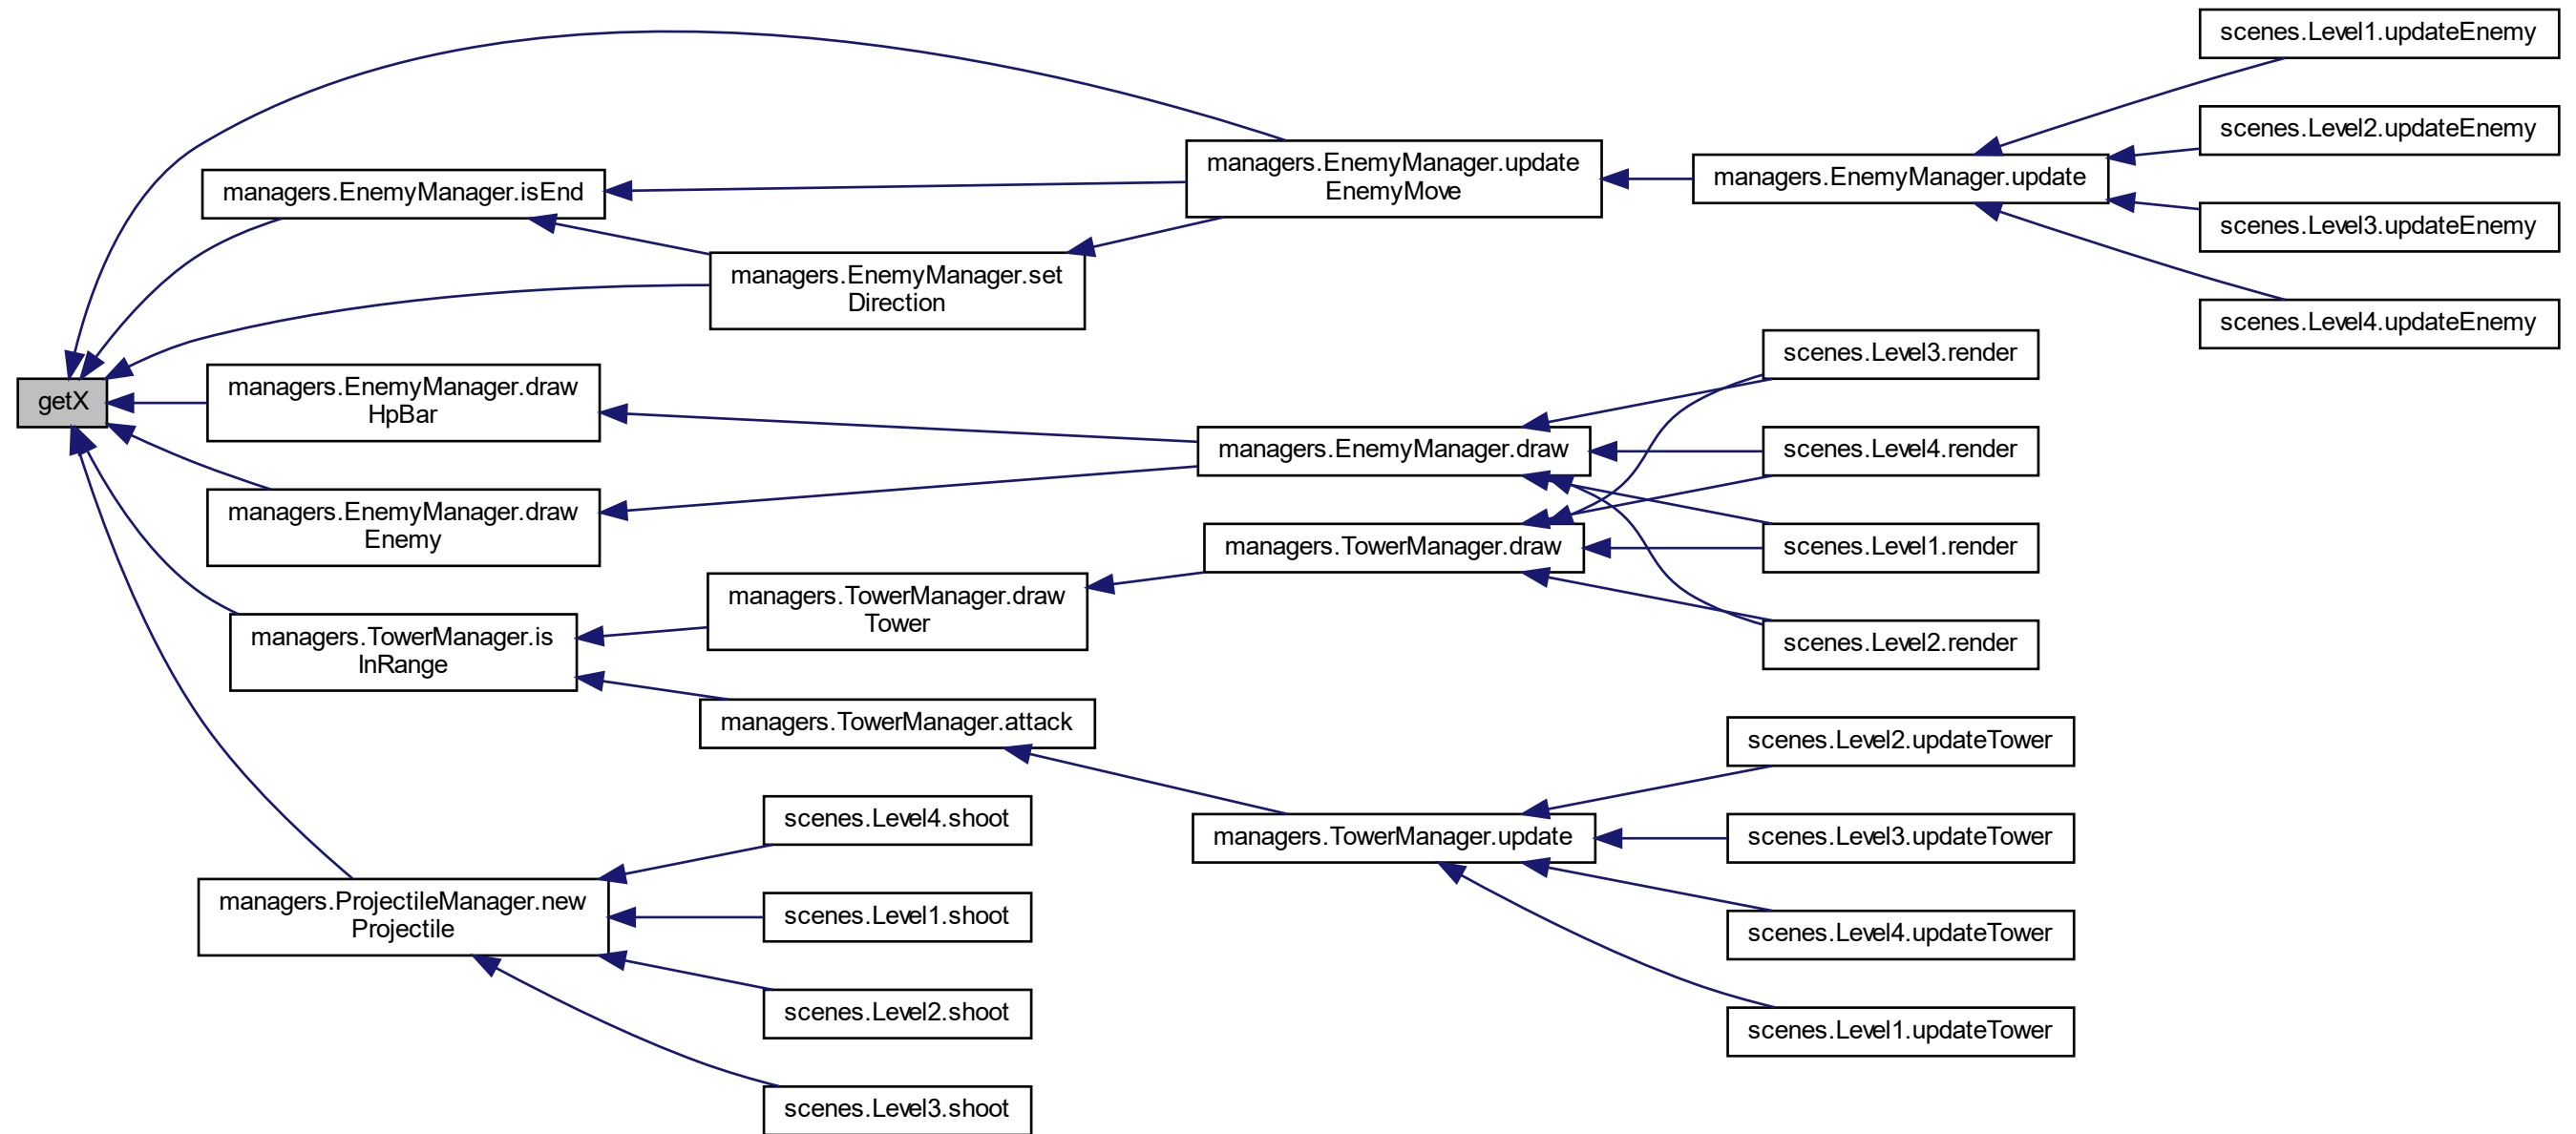 getX
managers.EnemyManager.isEnd
managers.EnemyManager.update
EnemyMove
managers.EnemyManager.set
Direction
managers.EnemyManager.update
scenes.Level1.updateEnemy
scenes.Level2.updateEnemy
scenes.Level3.updateEnemy
scenes.Level4.updateEnemy
managers.EnemyManager.draw
HpBar
managers.EnemyManager.draw
Enemy
managers.EnemyManager.draw
scenes.Level3.render
scenes.Level4.render
scenes.Level1.render
scenes.Level2.render
managers.TowerManager.is
InRange
managers.TowerManager.draw
Tower
managers.TowerManager.draw
managers.TowerManager.attack
managers.TowerManager.update
scenes.Level2.updateTower
scenes.Level3.updateTower
scenes.Level4.updateTower
scenes.Level1.updateTower
managers.ProjectileManager.new
Projectile
scenes.Level4.shoot
scenes.Level1.shoot
scenes.Level2.shoot
scenes.Level3.shoot